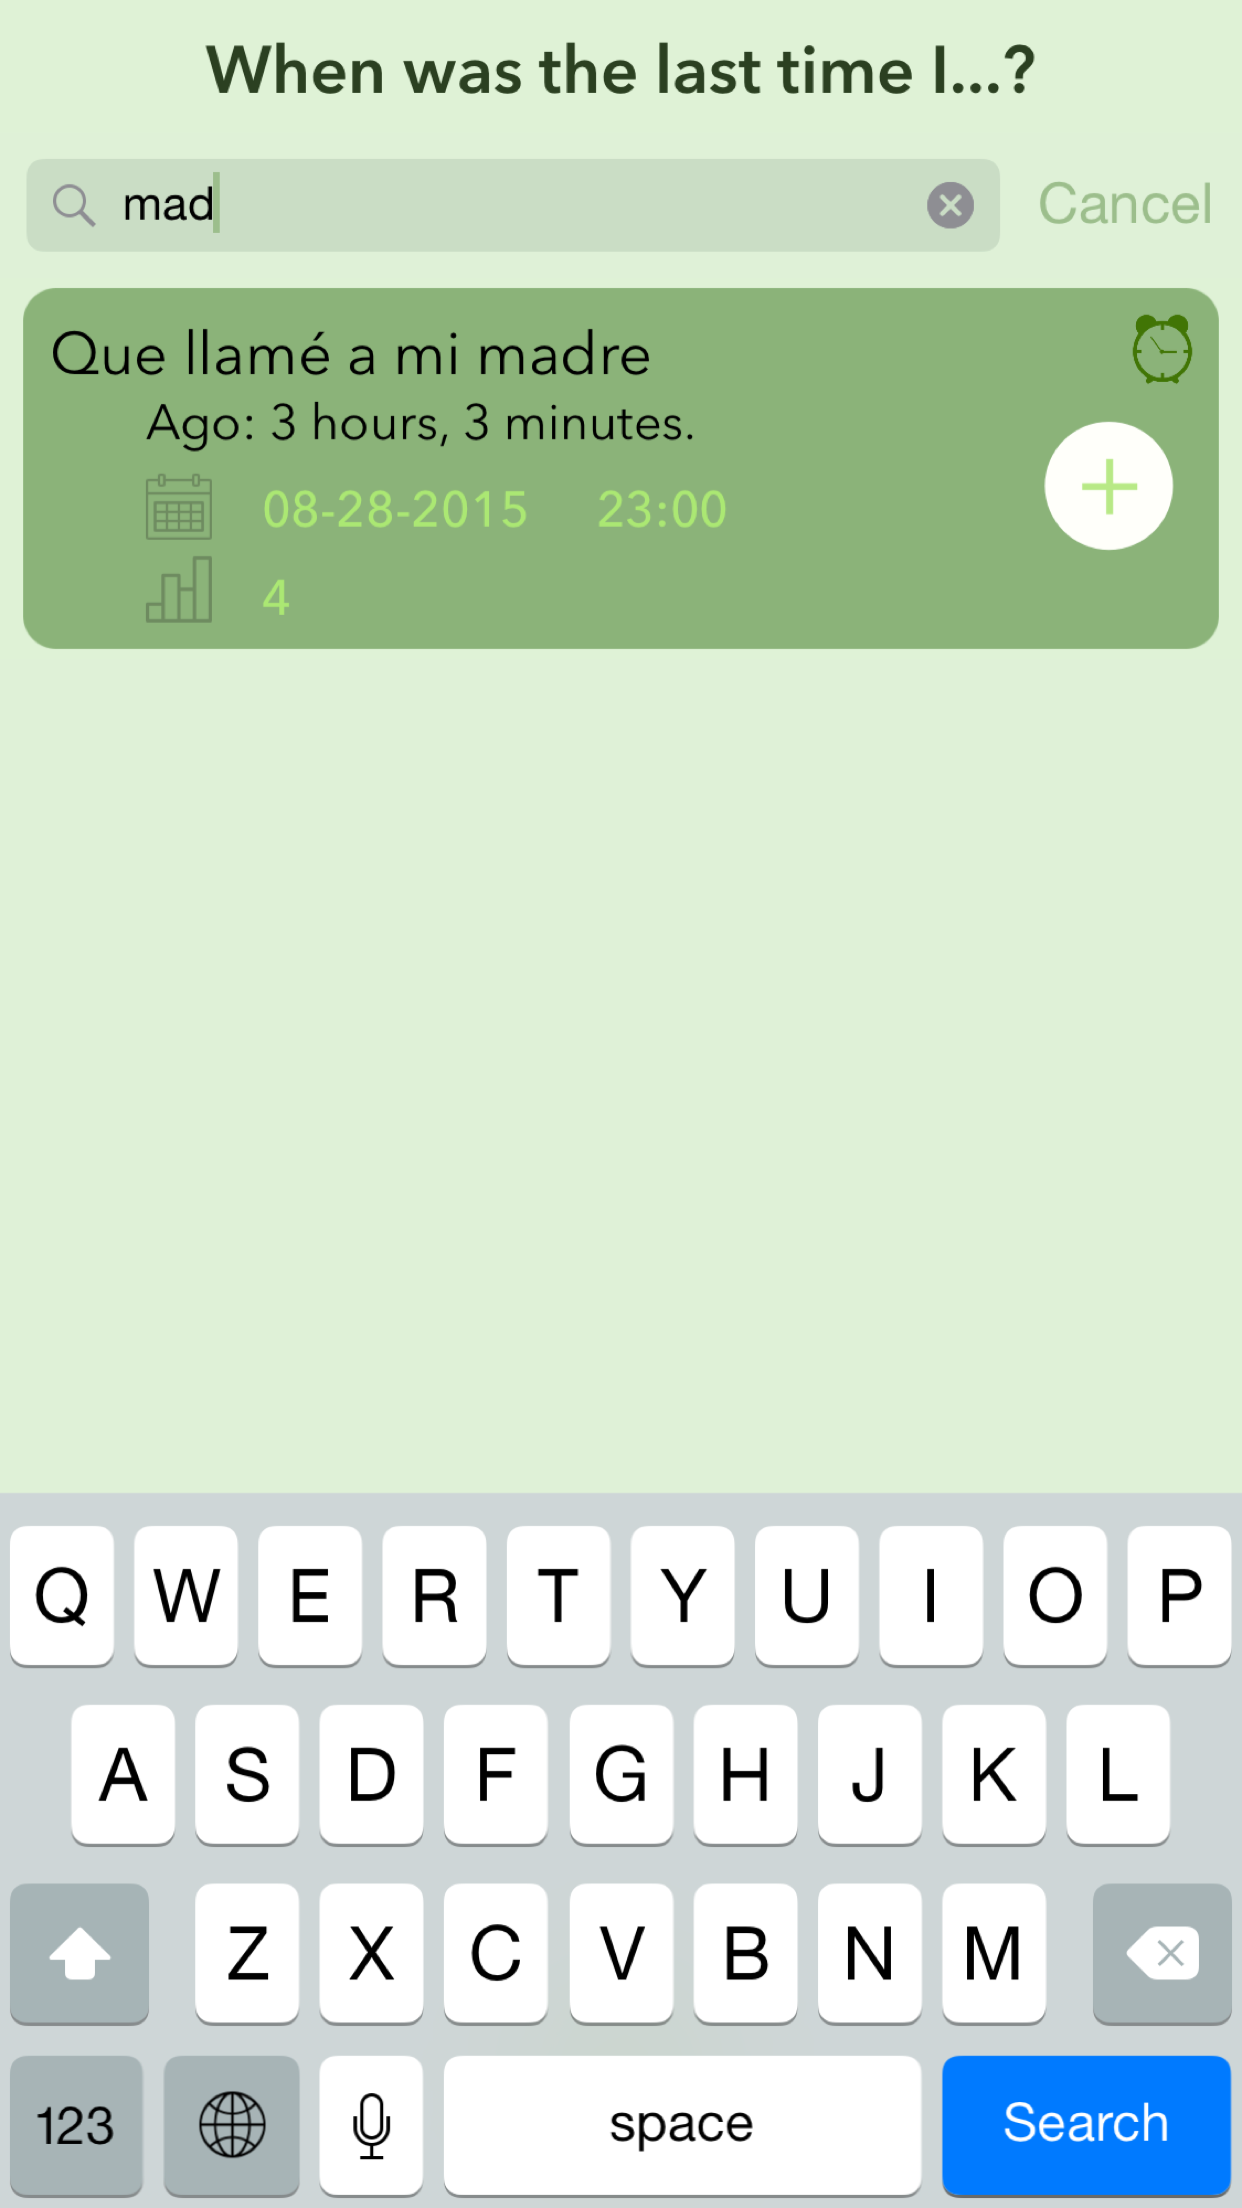 When was the last time I...?
mad
Cancel
Que llamé a mi madre
Ago: 3 hours, 3 minutes.
08-28-2015 23:00
4
Q W E R T Y U I O P
A S D F G H J K L
Z X C V B N M
123 space Search